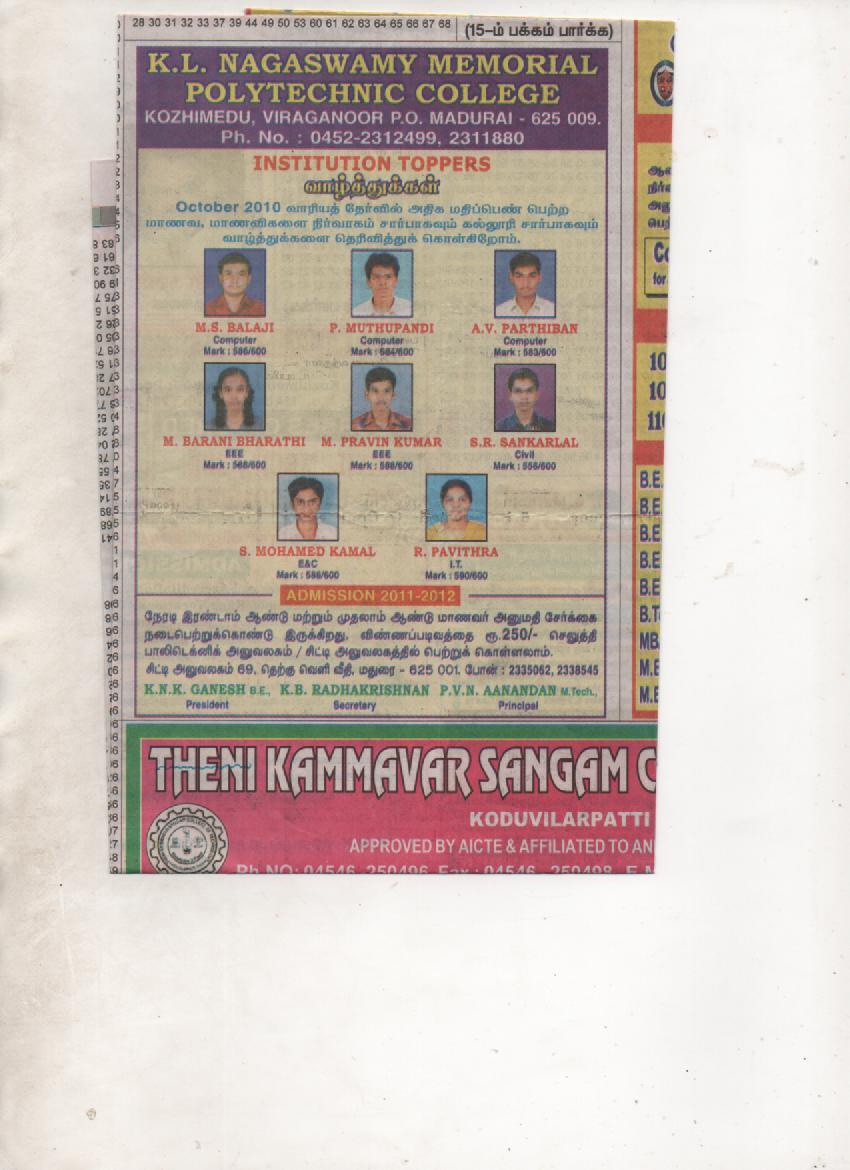 28 30 31 32 33 37 39 44 49 50 53 60 61 62 63 64 65 66 67 68
(15-ம் பக்கம் பார்க்க)
K.L. NAGASWAMY MEMORIAL
POLYTECHNIC COLLEGE
KOZHIMEDU, VIRAGANOOR P.O. MADURAI - 625 009.
Ph. No. : 0452-2312499, 2311880
INSTITUTION TOPPERS
வாழ்த்துக்கள்
October 2010 வாரியத் தேர்வில் அதிக மதிப்பெண் பெற்ற
மாணவ, மாணவிகளை நிர்வாகம் சார்பாகவும் கல்லூரி சார்பாகவும்
வாழ்த்துக்களை தெரிவித்துக் கொள்கிறோம்.
M.S. BALAJI P. MUTHUPANDI A.V. PARTHIBAN
Computer Computer Computer
Mark : 586/600 Mark : 584/600 Mark : 583/600
M. BARANI BHARATHI M. PRAVIN KUMAR S.R. SANKARLAL
EEE EEE Civil
Mark : 588/600 Mark : 588/600 Mark : 556/600
S. MOHAMED KAMAL R. PAVITHRA
E&C I.T.
Mark : 586/600 Mark : 590/600
ADMISSION 2011-2012
நேரடி இரண்டாம் ஆண்டு மற்றும் முதலாம் ஆண்டு மாணவர் அனுமதி சேர்க்கை
நடைபெற்றுக்கொண்டு இருக்கிறது. விண்ணப்படிவத்தை ரூ.250/- செலுத்தி
பாலிடெக்னிக் அலுவலகம் / சிட்டி அலுவலகத்தில் பெற்றுக் கொள்ளலாம்.
சிட்டி அலுவலகம் 69, தெற்கு வெளி வீதி, மதுரை - 625 001. போன் : 2335062, 2338545
K.N.K. GANESH B.E., K.B. RADHAKRISHNAN P.V.N. AANANDAN M.Tech.,
President Secretary Principal
THENI KAMMAVAR SANGAM C
KODUVILARPATTI
APPROVED BY AICTE & AFFILIATED TO AN
Ph NO: 04546 250496 Fax : 04546 250498 E M
10
10
110
B.E.
B.E.
B.E.
B.E
B.E
B.T
MB
M.E
M.E